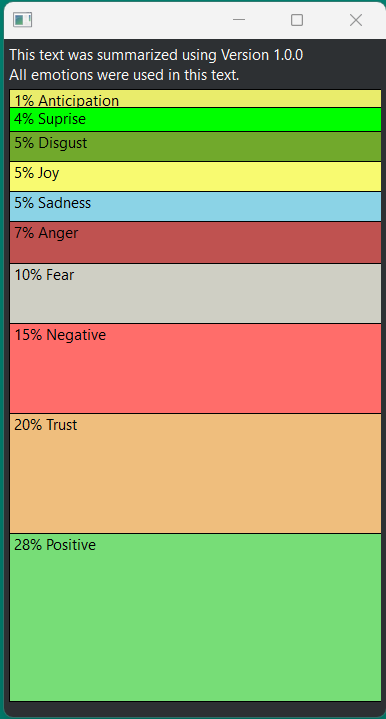 This text was summarized using Version 1.0.0
All emotions were used in this text.
1% Anticipation
4% Suprise
5% Disgust
5% Joy
5% Sadness
7% Anger
10% Fear
15% Negative
20% Trust
28% Positive